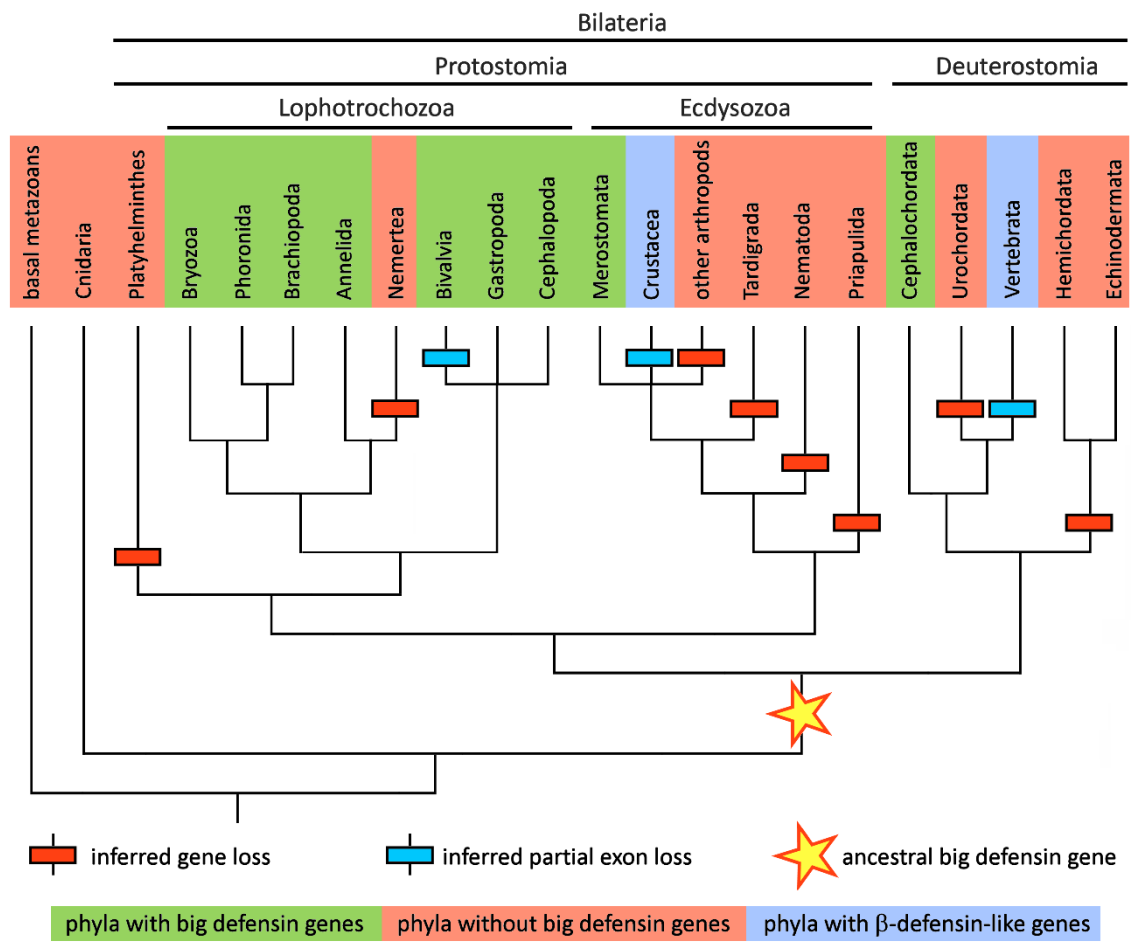 Bilateria
Protostomia
Deuterostomia
Lophotrochozoa
Ecdysozoa
basal metazoans
Cnidaria
Platyhelminthes
Bryozoa
Phoronida
Brachiopoda
Annelida
Nemertea
Bivalvia
Gastropoda
Cephalopoda
Merostomata
Crustacea
other arthropods
Tardigrada
Nematoda
Priapulida
Cephalochordata
Urochordata
Vertebrata
Hemichordata
Echinodermata
inferred gene loss
inferred partial exon loss
ancestral big defensin gene
phyla with big defensin genes
phyla without big defensin genes
phyla with β-defensin-like genes